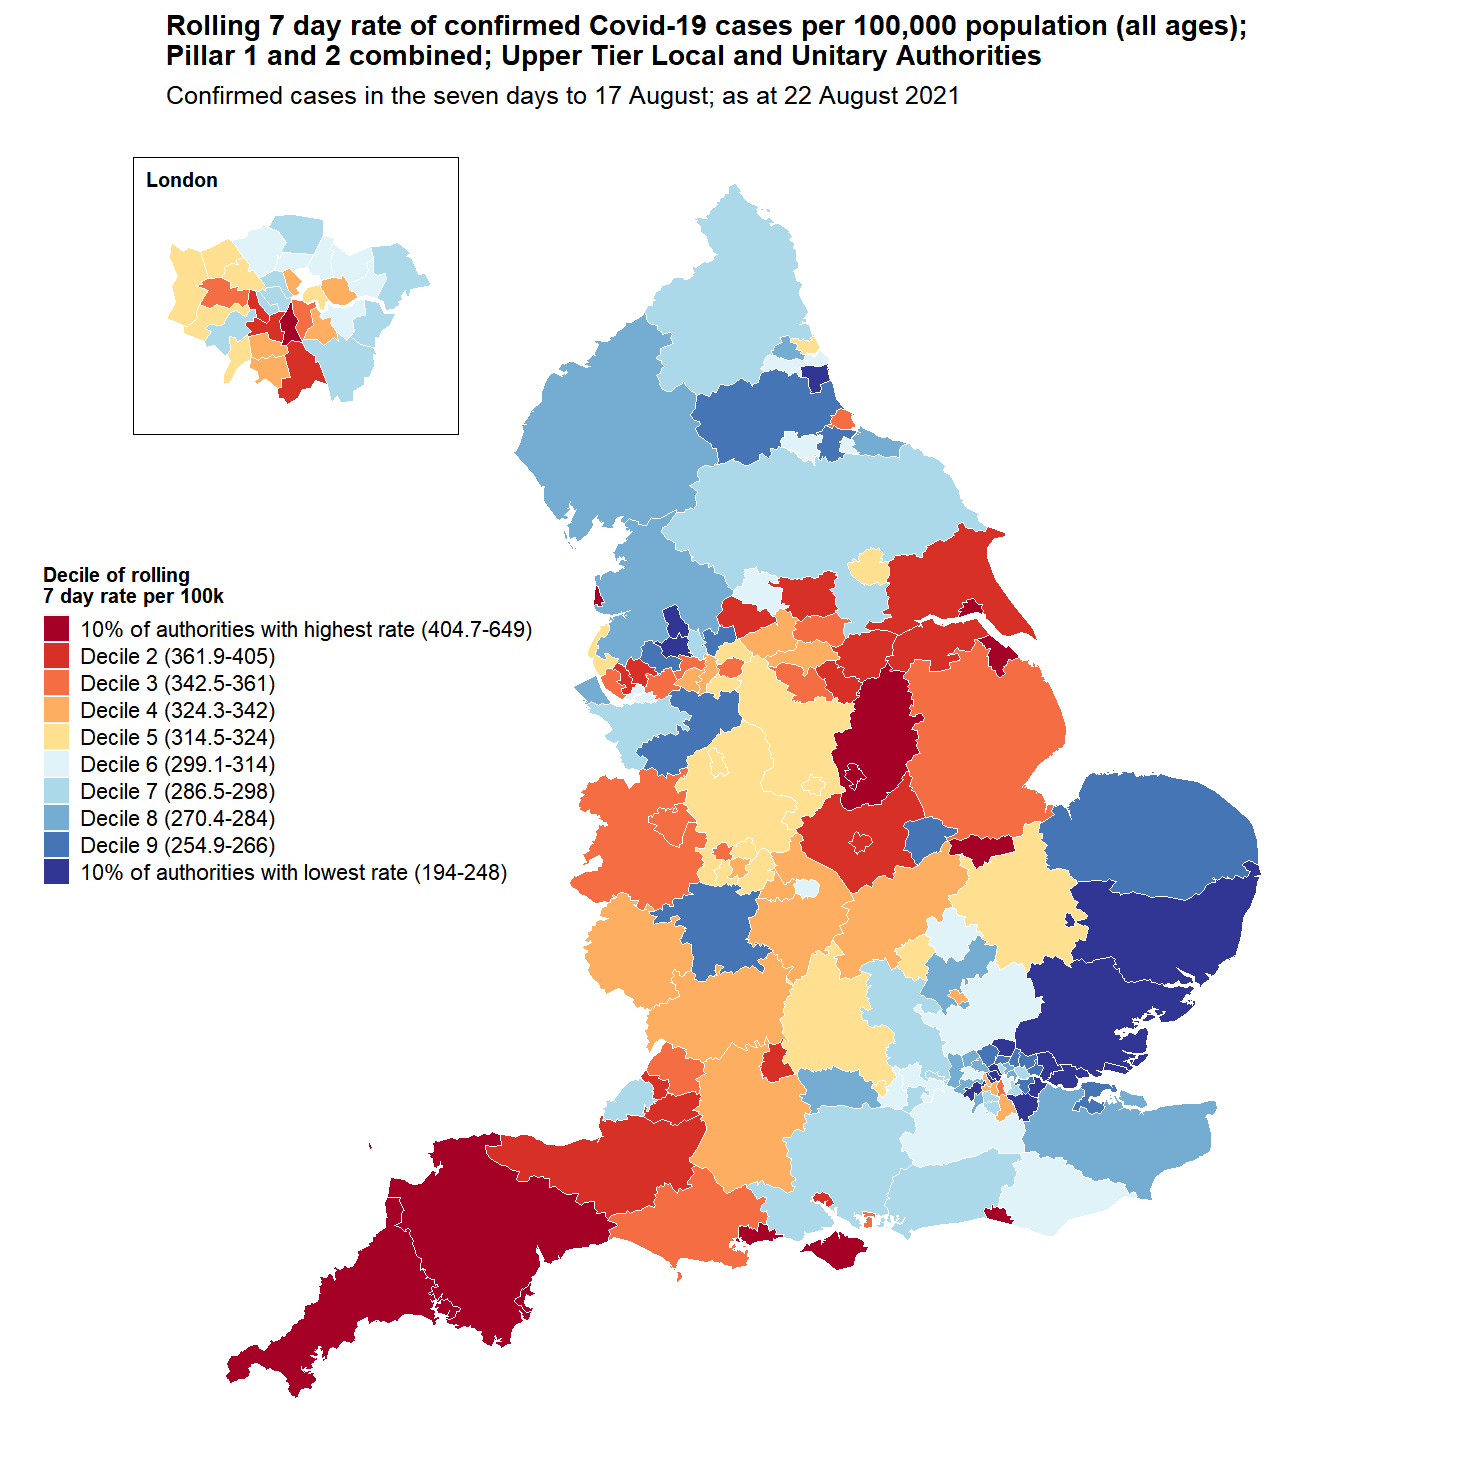 Rolling 7 day rate of confirmed Covid-19 cases per 100,000 population (all ages);
Pillar 1 and 2 combined; Upper Tier Local and Unitary Authorities
Confirmed cases in the seven days to 17 August; as at 22 August 2021
London
Decile of rolling
7 day rate per 100k
10% of authorities with highest rate (404.7-649)
Decile 2 (361.9-405)
Decile 3 (342.5-361)
Decile 4 (324.3-342)
Decile 5 (314.5-324)
Decile 6 (299.1-314)
Decile 7 (286.5-298)
Decile 8 (270.4-284)
Decile 9 (254.9-266)
10% of authorities with lowest rate (194-248)